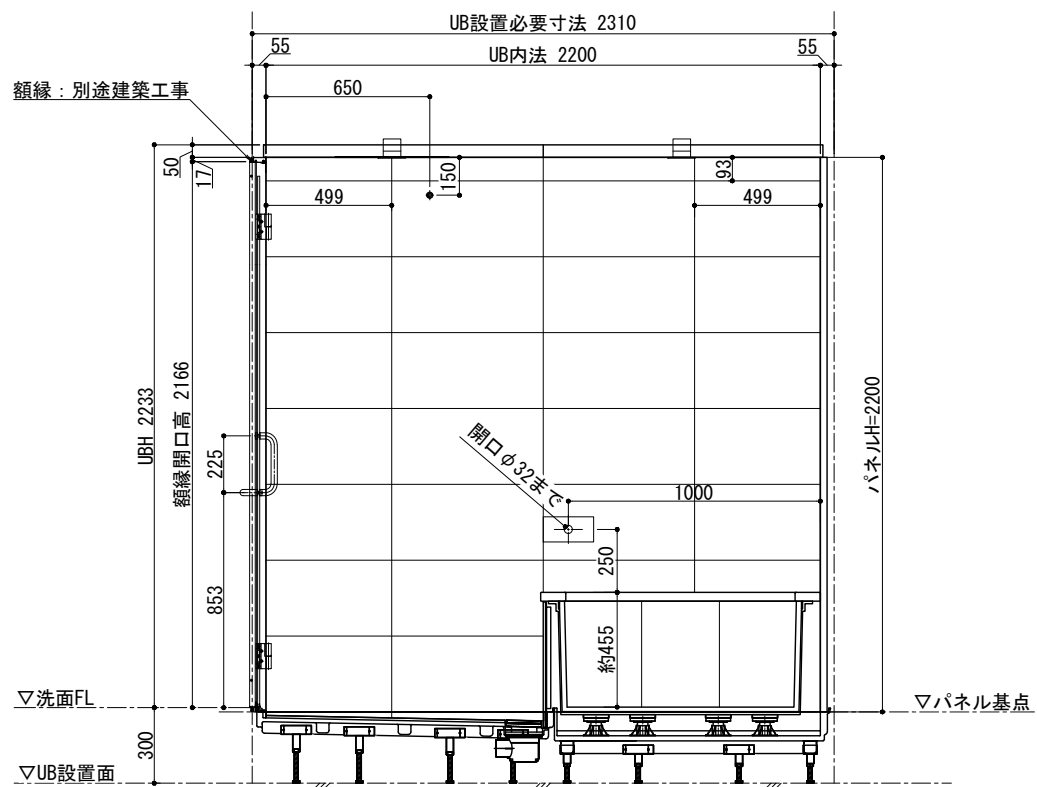 UB設置必要寸法 2310
55
UB内法 2200
55
額縁：別途建築工事
650
50
17
150
93
499
499
UBH 2233
額縁開口高 2166
225
853
開口φ32まで
1000
250
約455
パネルH=2200
▽洗面FL
▽パネル基点
300
▽UB設置面